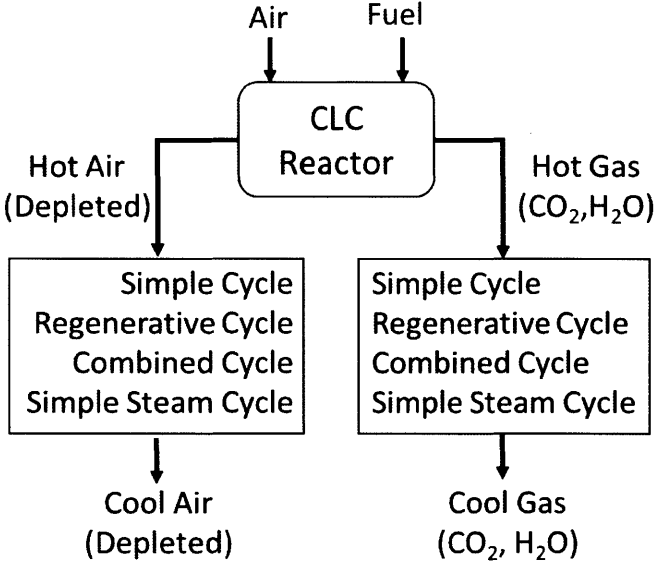 Air
Fuel
CLC
Reactor
Hot Air
(Depleted)
Hot Gas
(CO₂,H₂O)
Simple Cycle
Regenerative Cycle
Combined Cycle
Simple Steam Cycle
Simple Cycle
Regenerative Cycle
Combined Cycle
Simple Steam Cycle
Cool Air
(Depleted)
Cool Gas
(CO₂, H₂O)